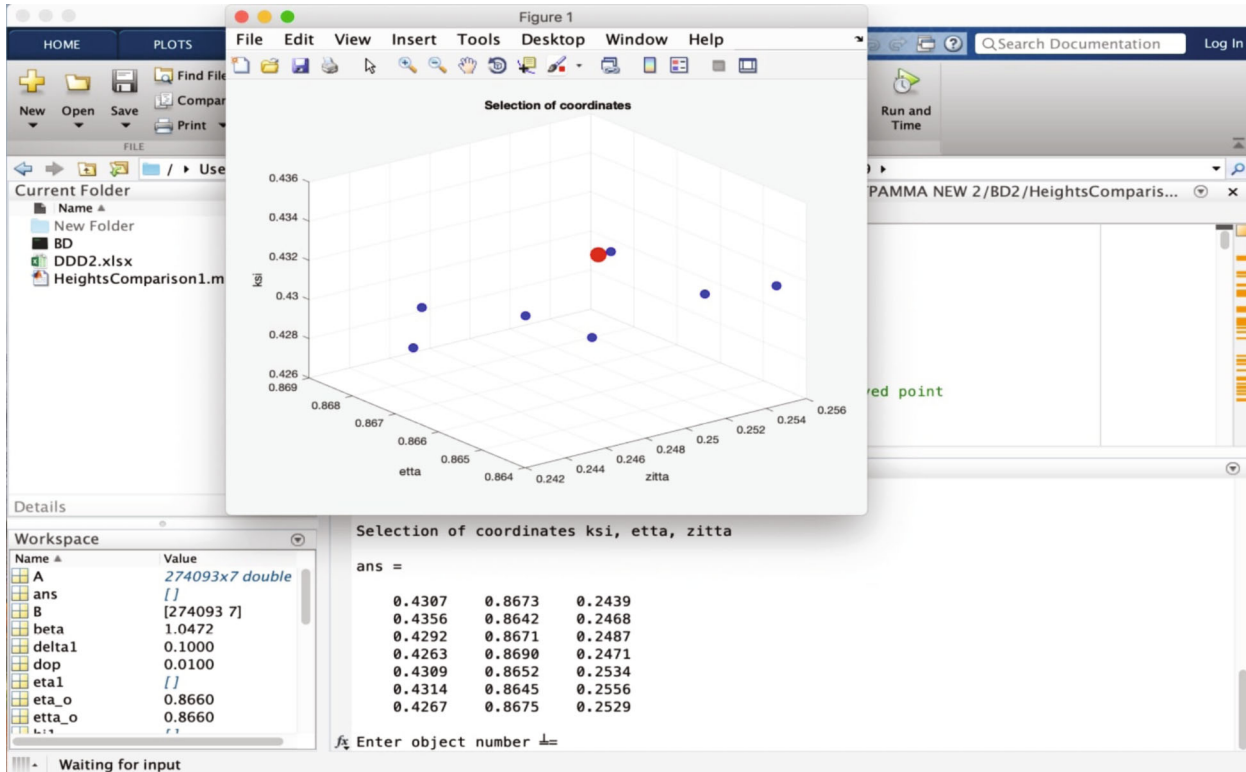 Figure 1
HOME PLOTS
File Edit View Insert Tools Desktop Window Help
Search Documentation Log In
New Open Save
Find File
Compar
Print
FILE
Run and
Time
/ Use
Current Folder
PAMMA NEW 2/BD2/HeightsComparis...
Name
New Folder
BD
DDD2.xlsx
HeightsComparison1.m
Selection of coordinates
0.436
0.434
0.432
0.43
0.428
0.426
ksi
0.869
0.868
0.867
0.866
0.865
0.864
etta
0.242
0.244
0.246
0.248
0.25
0.252
0.254
0.256
zitta
ved point
Details
Workspace
Name Value
A 274093x7 double
ans []
B [274093 7]
beta 1.0472
delta1 0.1000
dop 0.0100
eta1 []
eta_o 0.8660
etta_o 0.8660
Selection of coordinates ksi, etta, zitta
ans =
0.4307 0.8673 0.2439
0.4356 0.8642 0.2468
0.4292 0.8671 0.2487
0.4263 0.8690 0.2471
0.4309 0.8652 0.2534
0.4314 0.8645 0.2556
0.4267 0.8675 0.2529
fx Enter object number ╧=
Waiting for input